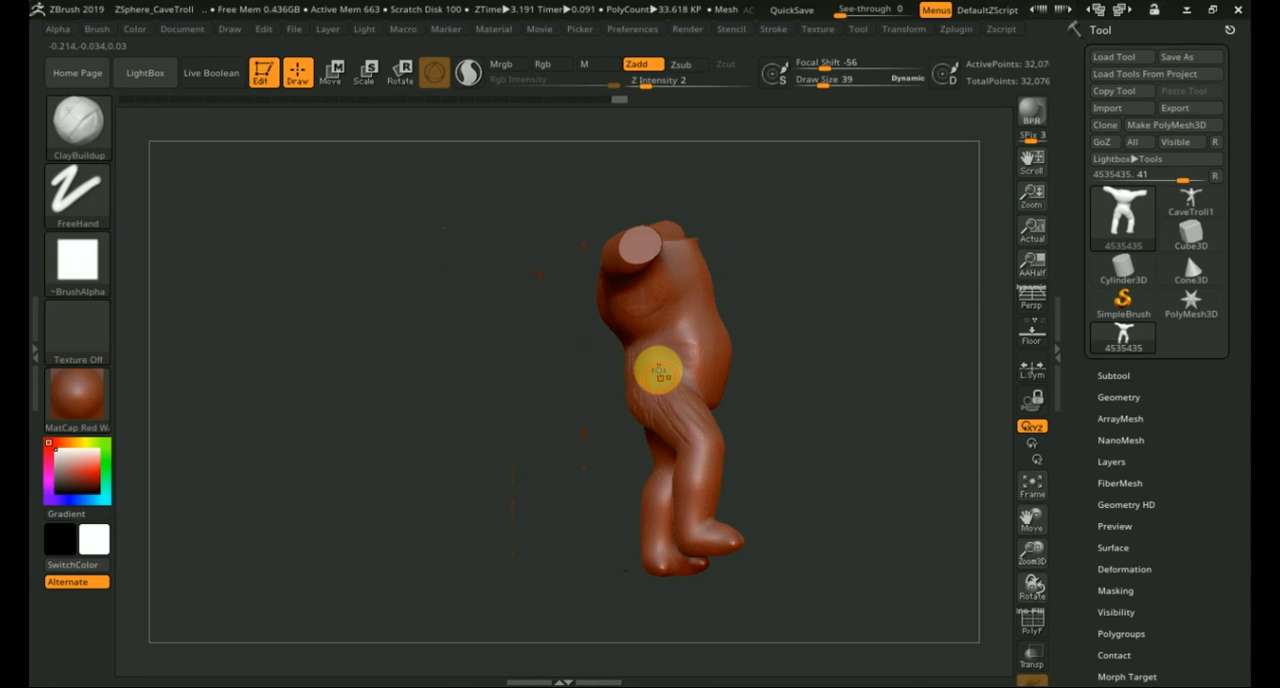 ZBrush 2019 ZSphere_CaveTroll .. • Free Mem 0.436GB • Active Mem 663 • Scratch Disk 100 • ZTime▶3.191 Timer▶0.091 • PolyCount▶33.618 KP • Mesh AC QuickSave See-through 0 Menus DefaultZScript
Alpha Brush Color Document Draw Edit File Layer Light Macro Marker Material Movie Picker Preferences Render Stencil Stroke Texture Tool Transform Zplugin Zscript
-0.214,-0.034,0.03
Home Page LightBox Live Boolean Edit Draw Move Scale Rotate
Mrgb Rgb M Zadd Zsub Zcut
Rgb Intensity Z Intensity 2
Focal Shift -56
Draw Size 39 Dynamic
S D
ActivePoints: 32,07
TotalPoints: 32,076
ClayBuildup
FreeHand
~BrushAlpha
Texture Off
MatCap Red W
Gradient
SwitchColor
Alternate
BPR
SPix 3
Scroll
Zoom
Actual
AAHalf
Dynamic
Persp
Floor
L.Sym
XYZ
Frame
Move
Zoom3D
Rotate
PolyF
Transp
Tool
Load Tool Save As
Load Tools From Project
Copy Tool Paste Tool
Import Export
Clone Make PolyMesh3D
GoZ All Visible R
Lightbox▶Tools
4535435. 41 R
4535435 CaveTroll1
Cube3D
Cylinder3D Cone3D
SimpleBrush PolyMesh3D
4535435
Subtool
Geometry
ArrayMesh
NanoMesh
Layers
FiberMesh
Geometry HD
Preview
Surface
Deformation
Masking
Visibility
Polygroups
Contact
Morph Target